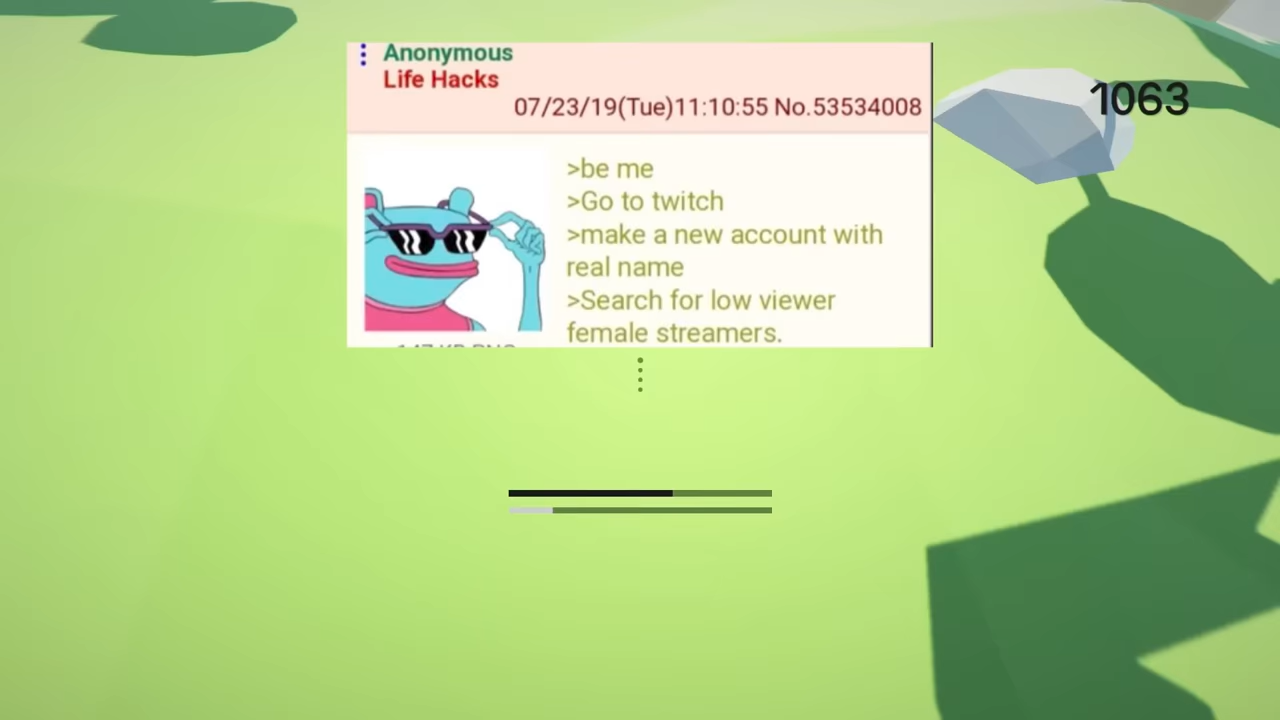 Anonymous
Life Hacks
07/23/19(Tue)11:10:55 No.53534008
1063
>be me
>Go to twitch
>make a new account with
real name
>Search for low viewer
female streamers.